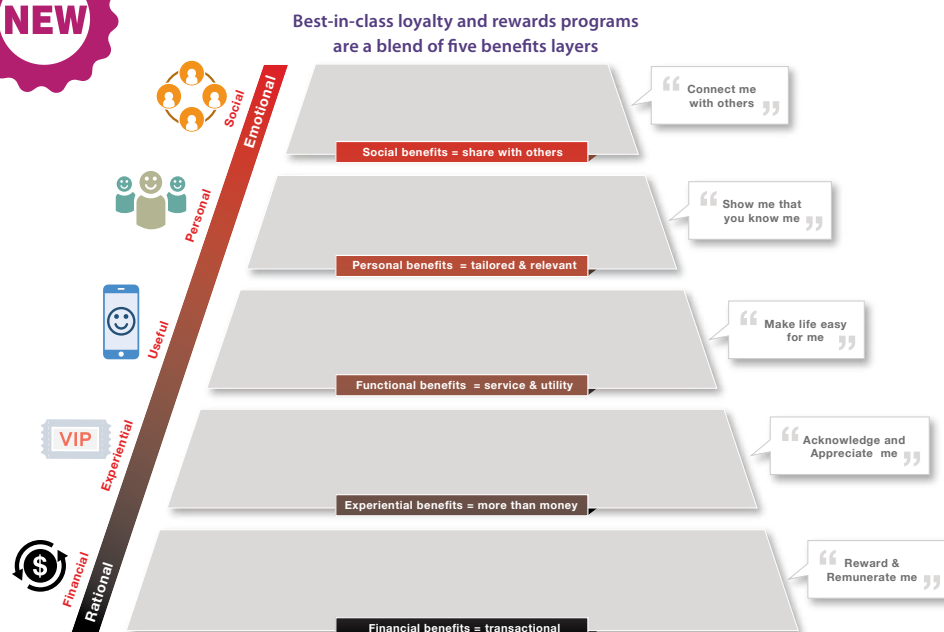 NEW
Best-in-class loyalty and rewards programs
are a blend of five benefits layers
Social
Emotional
Social benefits = share with others
“ Connect me
with others ”
Personal
Personal benefits = tailored & relevant
“ Show me that
you know me ”
Useful
Functional benefits = service & utility
“ Make life easy
for me ”
VIP
Experiential
Experiential benefits = more than money
“ Acknowledge and
Appreciate me ”
$
Financial
Rational
Financial benefits = transactional
“ Reward &
Remunerate me ”